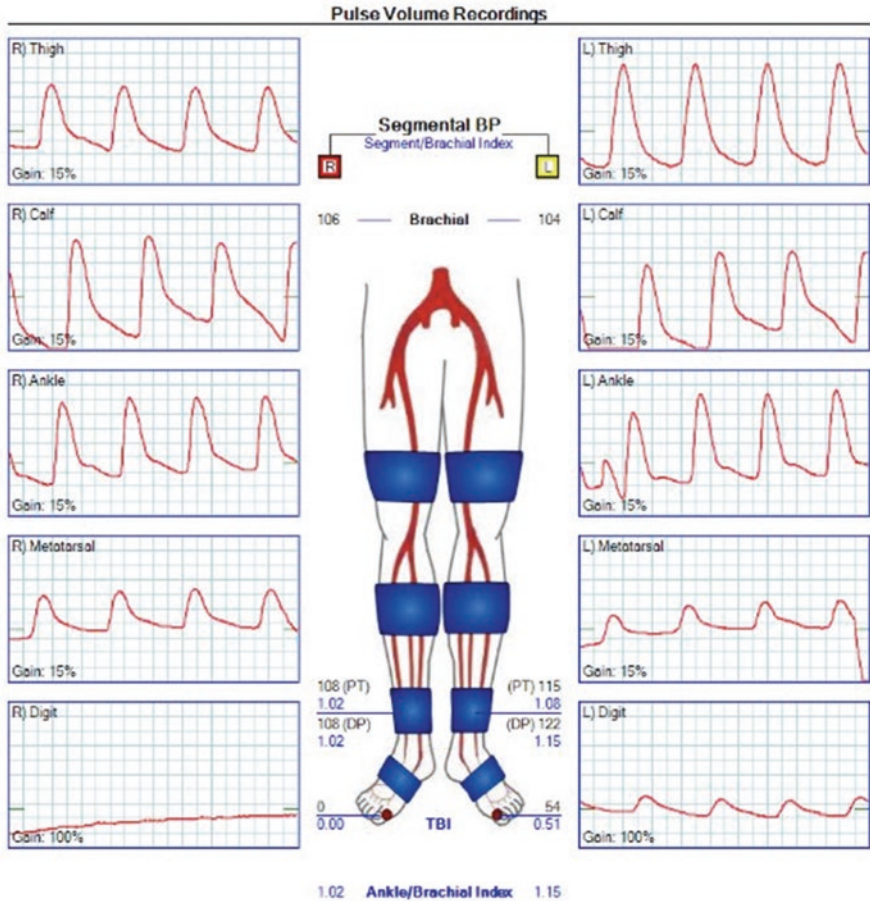 Pulse Volume Recordings
R) Thigh
Gain: 15%
L) Thigh
Gain: 15%
Segmental BP
Segment/Brachial Index
R
L
106 Brachial 104
R) Calf
Gain: 15%
L) Calf
Gain: 15%
R) Ankle
Gain: 15%
L) Ankle
Gain: 15%
R) Metatarsal
Gain: 15%
L) Metatarsal
Gain: 15%
108 (PT) (PT) 115
1.02 1.08
108 (DP) (DP) 122
1.02 1.15
R) Digit
Gain: 100%
L) Digit
Gain: 100%
0 54
0.00 TBI 0.51
1.02 Ankle/Brachial Index 1.15